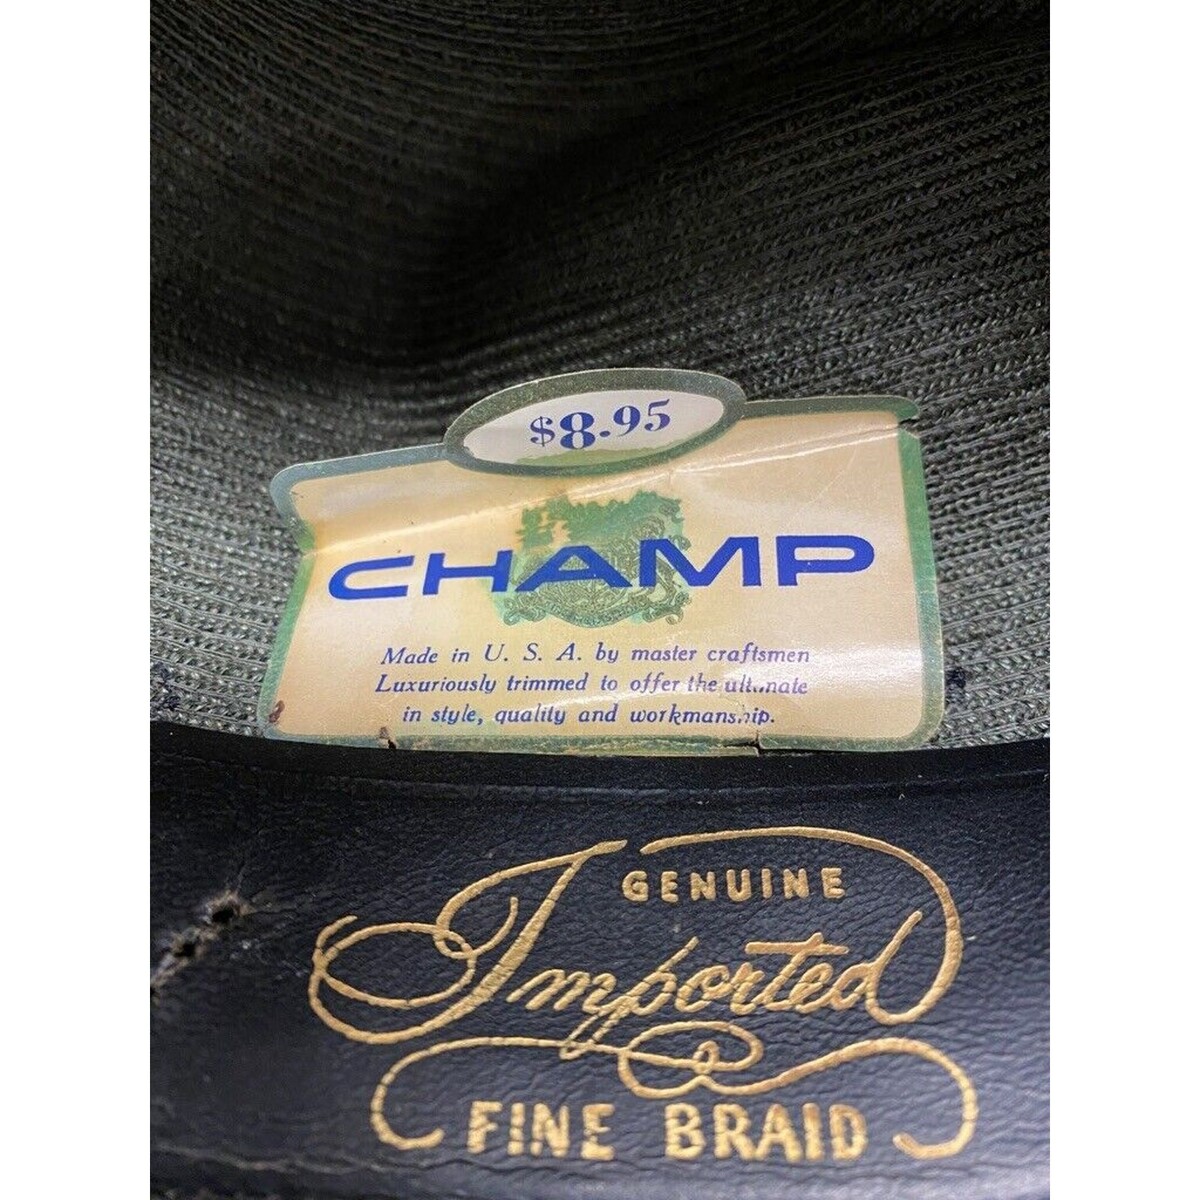 $8.95
CHAMP
Made in U. S. A. by master craftsmen
Luxuriously trimmed to offer the
in style, quality and workmanship.
GENUINE
Imported
FINE BRAID